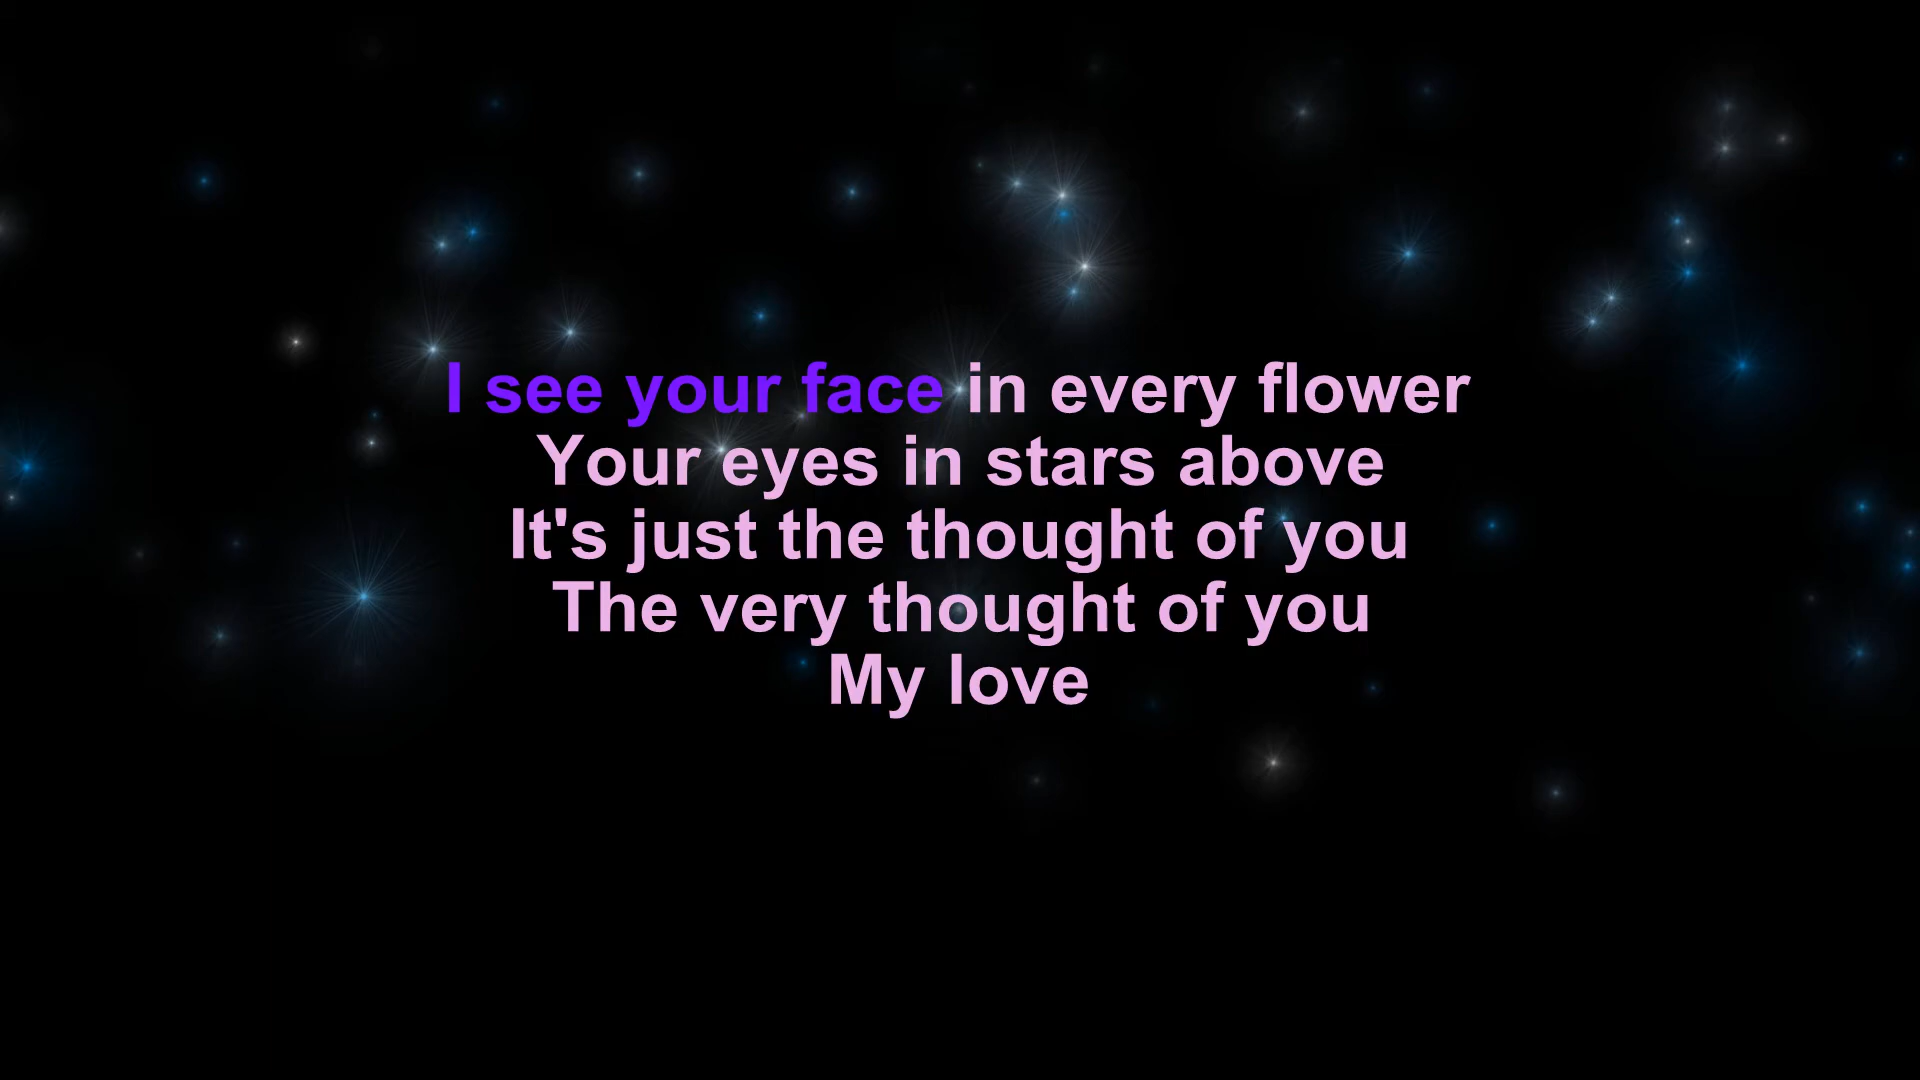 I see your face in every flower
Your eyes in stars above
It's just the thought of you
The very thought of you
My love